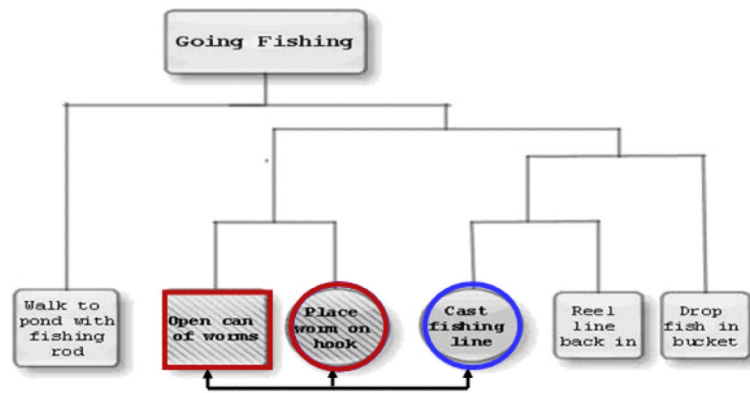 Going Fishing
Walk to
pond with
fishing
rod
Open can
of worms
Place
worm on
hook
Cast
fishing
line
Reel
line
back in
Drop
fish in
bucket